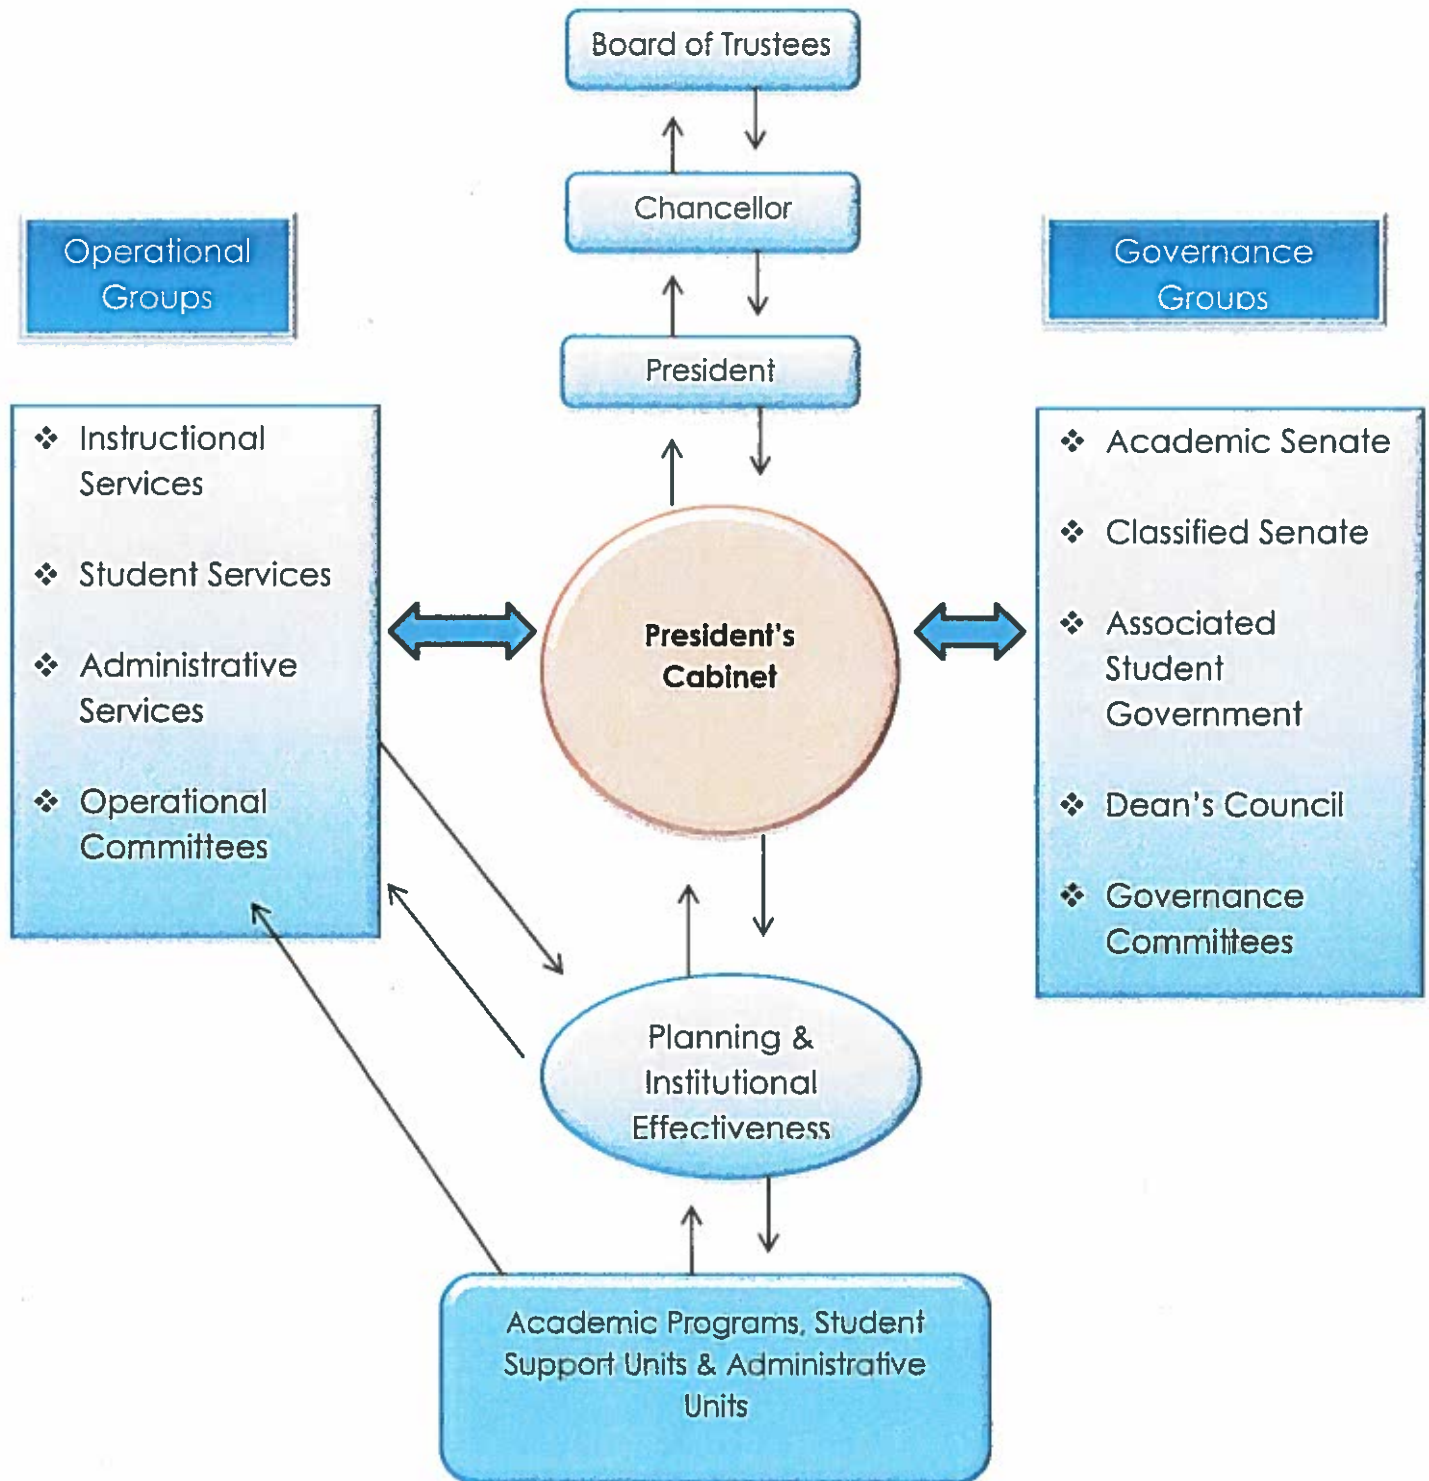 Board of Trustees
Chancellor
President
Operational
Groups
Governance
Groups
❖ Instructional
Services
❖ Student Services
❖ Administrative
Services
❖ Operational
Committees
President's
Cabinet
❖ Academic Senate
❖ Classified Senate
❖ Associated
Student
Government
❖ Dean's Council
❖ Governance
Committees
Planning &
Institutional
Effectiveness
Academic Programs, Student
Support Units & Administrative
Units